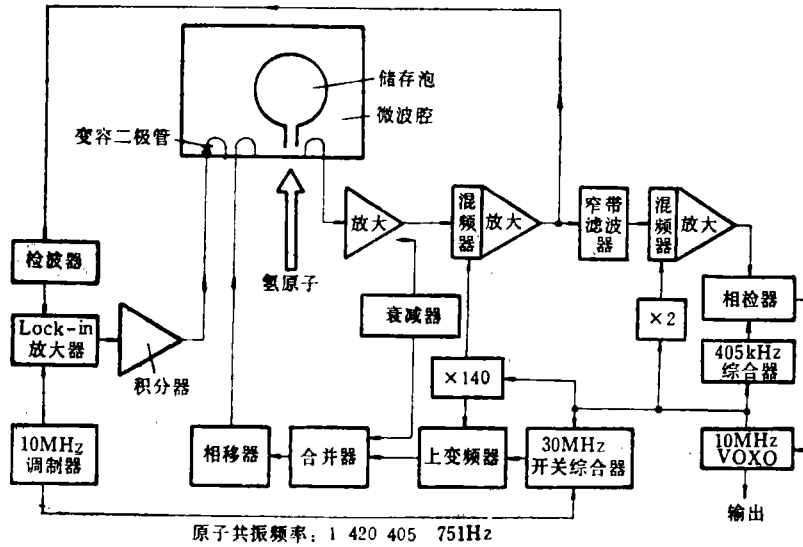 储存泡
微波腔
变容二极管
氢原子
放大
混频器
放大
窄带滤波器
混频器
放大
检波器
Lock-in
放大器
积分器
衰减器
×2
相检器
405kHz
综合器
×140
10MHz
调制器
相移器
合并器
上变频器
30MHz
开关综合器
10MHz
VOXO
输出
原子共振频率：1 420 405 751Hz